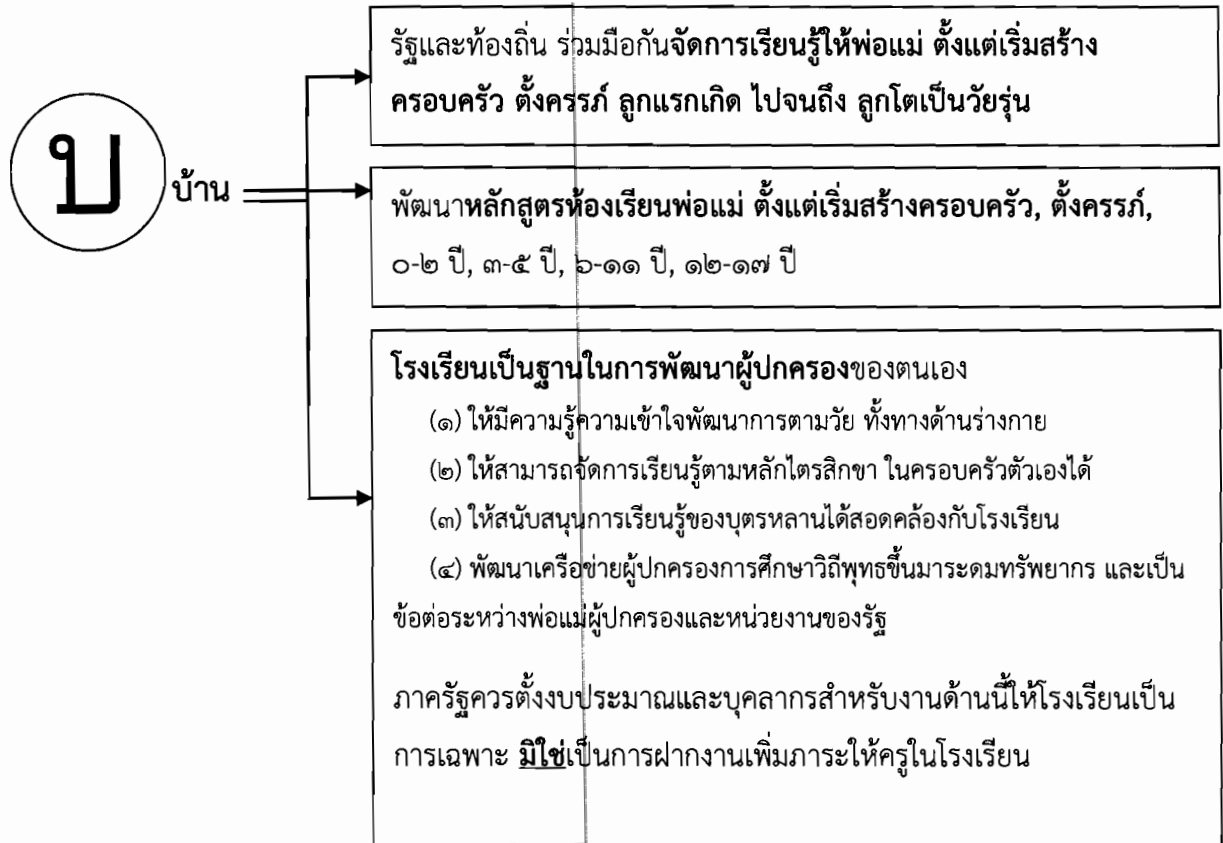 บ
บ้าน
รัฐและท้องถิ่น ร่วมมือกันจัดการเรียนรู้ให้พ่อแม่ ตั้งแต่เริ่มสร้าง
ครอบครัว ตั้งครรภ์ ลูกแรกเกิด ไปจนถึง ลูกโตเป็นวัยรุ่น
พัฒนาหลักสูตรห้องเรียนพ่อแม่ ตั้งแต่เริ่มสร้างครอบครัว, ตั้งครรภ์,
๐-๒ ปี, ๓-๕ ปี, ๖-๑๑ ปี, ๑๒-๑๗ ปี
โรงเรียนเป็นฐานในการพัฒนาผู้ปกครองของตนเอง
(๑) ให้มีความรู้ความเข้าใจพัฒนาการตามวัย ทั้งทางด้านร่างกาย
(๒) ให้สามารถจัดการเรียนรู้ตามหลักไตรสิกขา ในครอบครัวตัวเองได้
(๓) ให้สนับสนุนการเรียนรู้ของบุตรหลานได้สอดคล้องกับโรงเรียน
(๔) พัฒนาเครือข่ายผู้ปกครองการศึกษาวิถีพุทธขึ้นมาระดมทรัพยากร และเป็น
ข้อต่อระหว่างพ่อแม่ผู้ปกครองและหน่วยงานของรัฐ
ภาครัฐควรตั้งงบประมาณและบุคลากรสำหรับงานด้านนี้ให้โรงเรียนเป็น
การเฉพาะ มิใช่เป็นการฝากงานเพิ่มภาระให้ครูในโรงเรียน